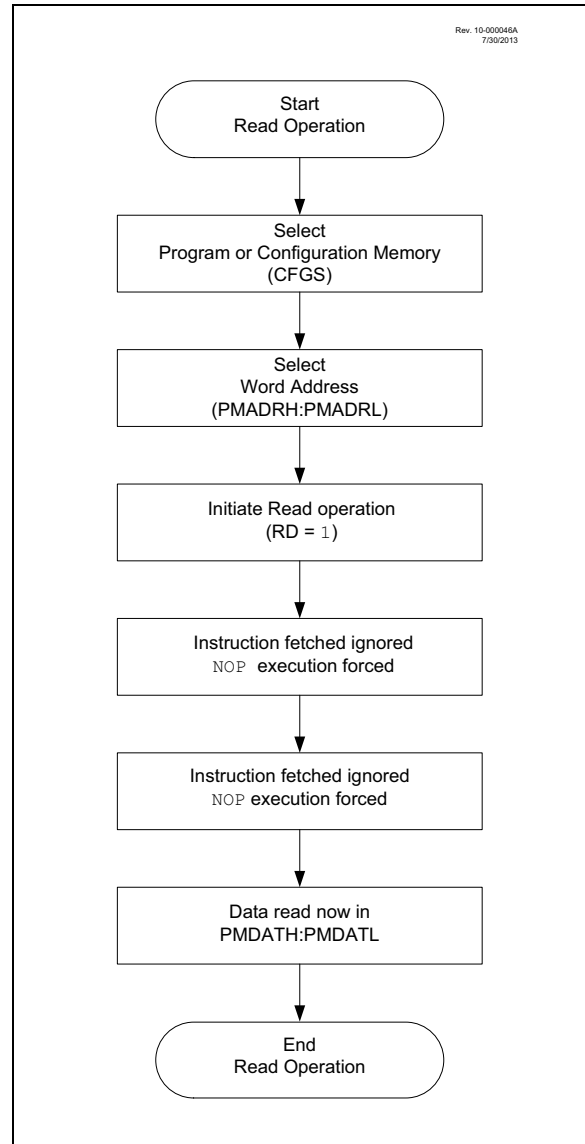 Rev. 10-000046A
7/30/2013
Start
Read Operation
Select
Program or Configuration Memory
(CFGS)
Select
Word Address
(PMADRH:PMADRL)
Initiate Read operation
(RD = 1)
Instruction fetched ignored
NOP execution forced
Instruction fetched ignored
NOP execution forced
Data read now in
PMDATH:PMDATL
End
Read Operation